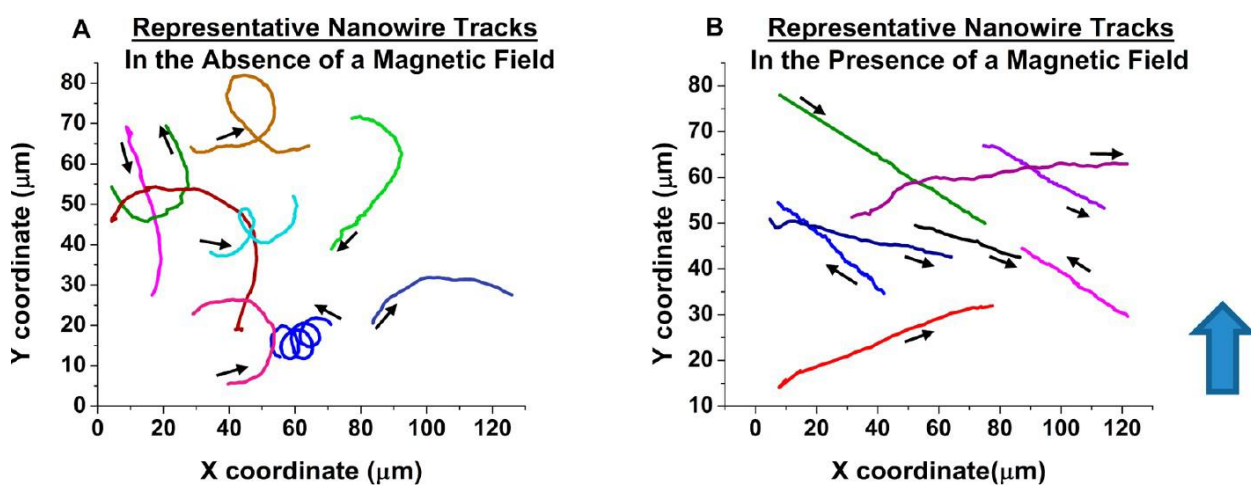 A Representative Nanowire Tracks
In the Absence of a Magnetic Field
80
70
60
50
40
30
20
10
0
Y coordinate (μm)
0 20 40 60 80 100 120
X coordinate (μm)
B Representative Nanowire Tracks
In the Presence of a Magnetic Field
80
70
60
50
40
30
20
10
Y coordinate (μm)
0 20 40 60 80 100 120
X coordinate(μm)